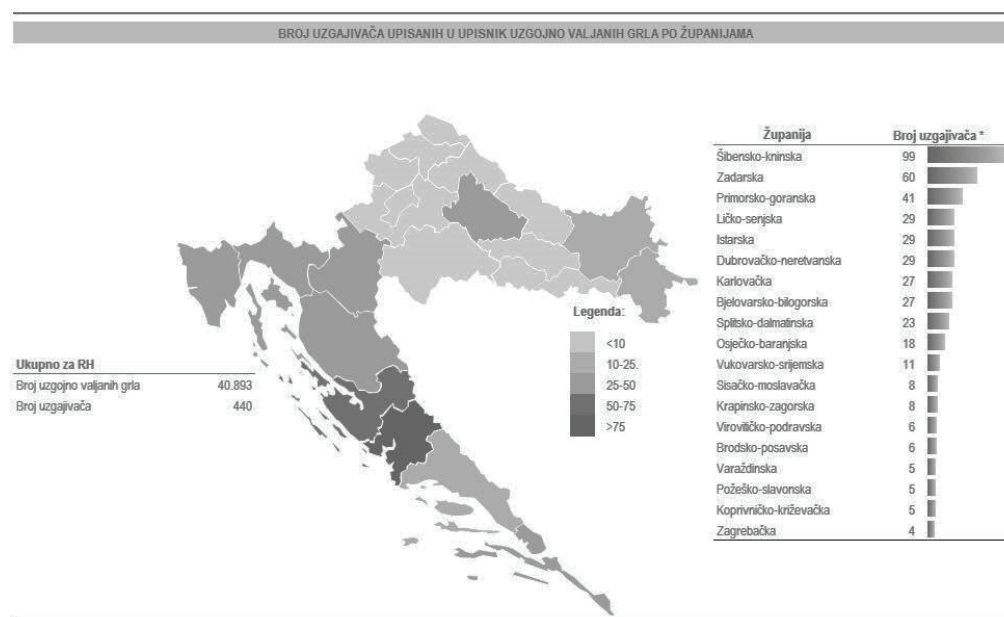 BROJ UZGAJIVAČA UPISANIH U UPISNIK UZGOJNO VALJANIH GRLA PO ŽUPANIJAMA
Županija Broj uzgajivača *
Šibensko-kninska 99
Zadarska 60
Primorsko-goranska 41
Ličko-senjska 29
Istarska 29
Dubrovačko-neretvanska 29
Karlovačka 27
Bjelovarsko-bilogorska 27
Splitsko-dalmatinska 23
Osječko-baranjska 18
Vukovarsko-srijemska 11
Sisačko-moslavačka 8
Krapinsko-zagorska 8
Virovitičko-podravska 6
Brodsko-posavska 6
Varaždinska 5
Požeško-slavonska 5
Koprivničko-križevačka 5
Zagrebačka 4
Legenda:
<10
10-25.
25-50
50-75
>75
Ukupno za RH
Broj uzgojno valjanih grla 40.893
Broj uzgajivača 440